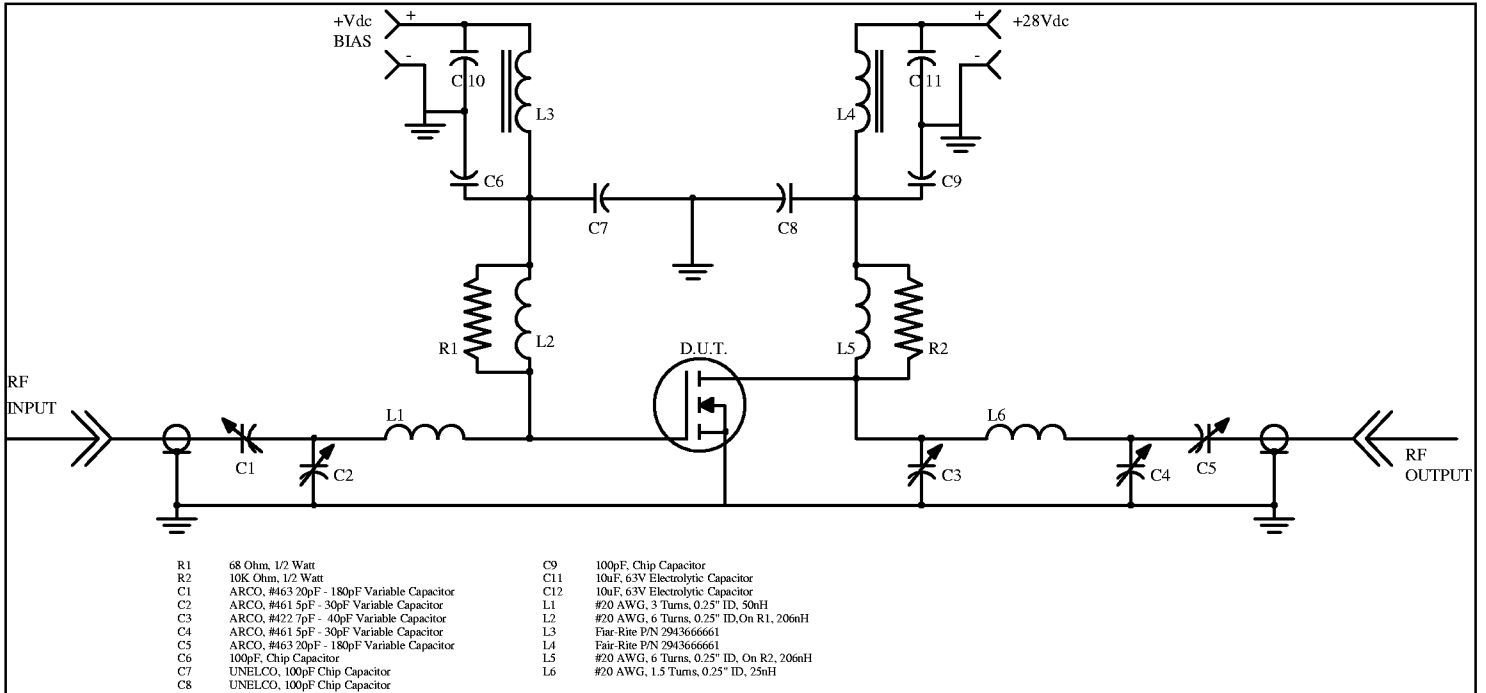 +Vdc
BIAS
+
-
+
-
+28Vdc
C 10
L3
L4
C 11
C6
C9
C7
C8
R1
L2
L5
R2
D.U.T.
RF
INPUT
L1
L6
C1
C2
C3
C4
C5
RF
OUTPUT
R1 68 Ohm, 1/2 Watt
R2 10K Ohm, 1/2 Watt
C1 ARCO, #463 20pF - 180pF Variable Capacitor
C2 ARCO, #461 5pF - 30pF Variable Capacitor
C3 ARCO, #422 7pF - 40pF Variable Capacitor
C4 ARCO, #461 5pF - 30pF Variable Capacitor
C5 ARCO, #463 20pF - 180pF Variable Capacitor
C6 100pF, Chip Capacitor
C7 UNELCO, 100pF Chip Capacitor
C8 UNELCO, 100pF Chip Capacitor
C9 100pF, Chip Capacitor
C11 10uF, 63V Electrolytic Capacitor
C12 10uF, 63V Electrolytic Capacitor
L1 #20 AWG, 3 Turns, 0.25" ID, 50nH
L2 #20 AWG, 6 Turns, 0.25" ID,On R1, 206nH
L3 Fiar-Rite P/N 2943666661
L4 Fair-Rite P/N 2943666661
L5 #20 AWG, 6 Turns, 0.25" ID, On R2, 206nH
L6 #20 AWG, 1.5 Turns, 0.25" ID, 25nH